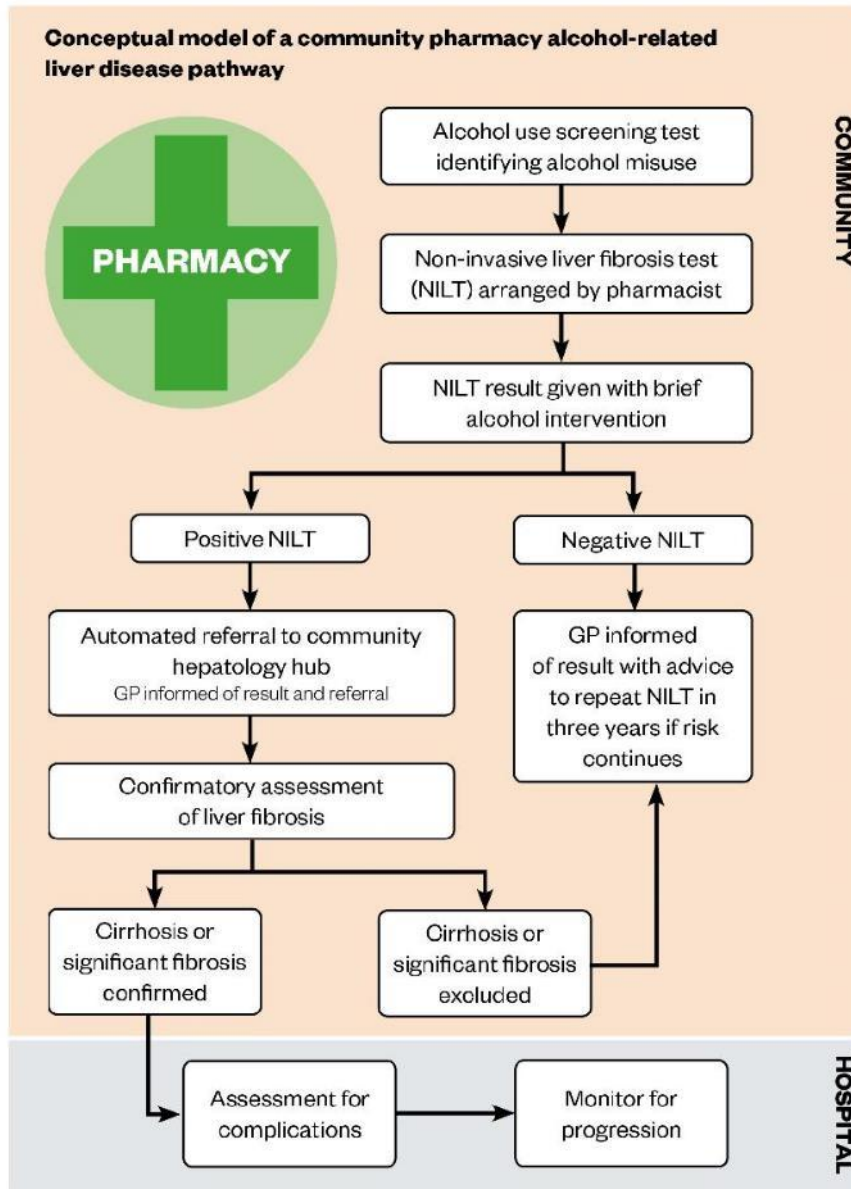 Conceptual model of a community pharmacy alcohol-related
liver disease pathway
COMMUNITY
PHARMACY
Alcohol use screening test
identifying alcohol misuse
Non-invasive liver fibrosis test
(NILT) arranged by pharmacist
NILT result given with brief
alcohol intervention
Positive NILT
Negative NILT
Automated referral to community
hepatology hub
GP informed of result and referral
GP informed
of result with advice
to repeat NILT in
three years if risk
continues
Confirmatory assessment
of liver fibrosis
Cirrhosis or
significant fibrosis
confirmed
Cirrhosis or
significant fibrosis
excluded
HOSPITAL
Assessment for
complications
Monitor for
progression